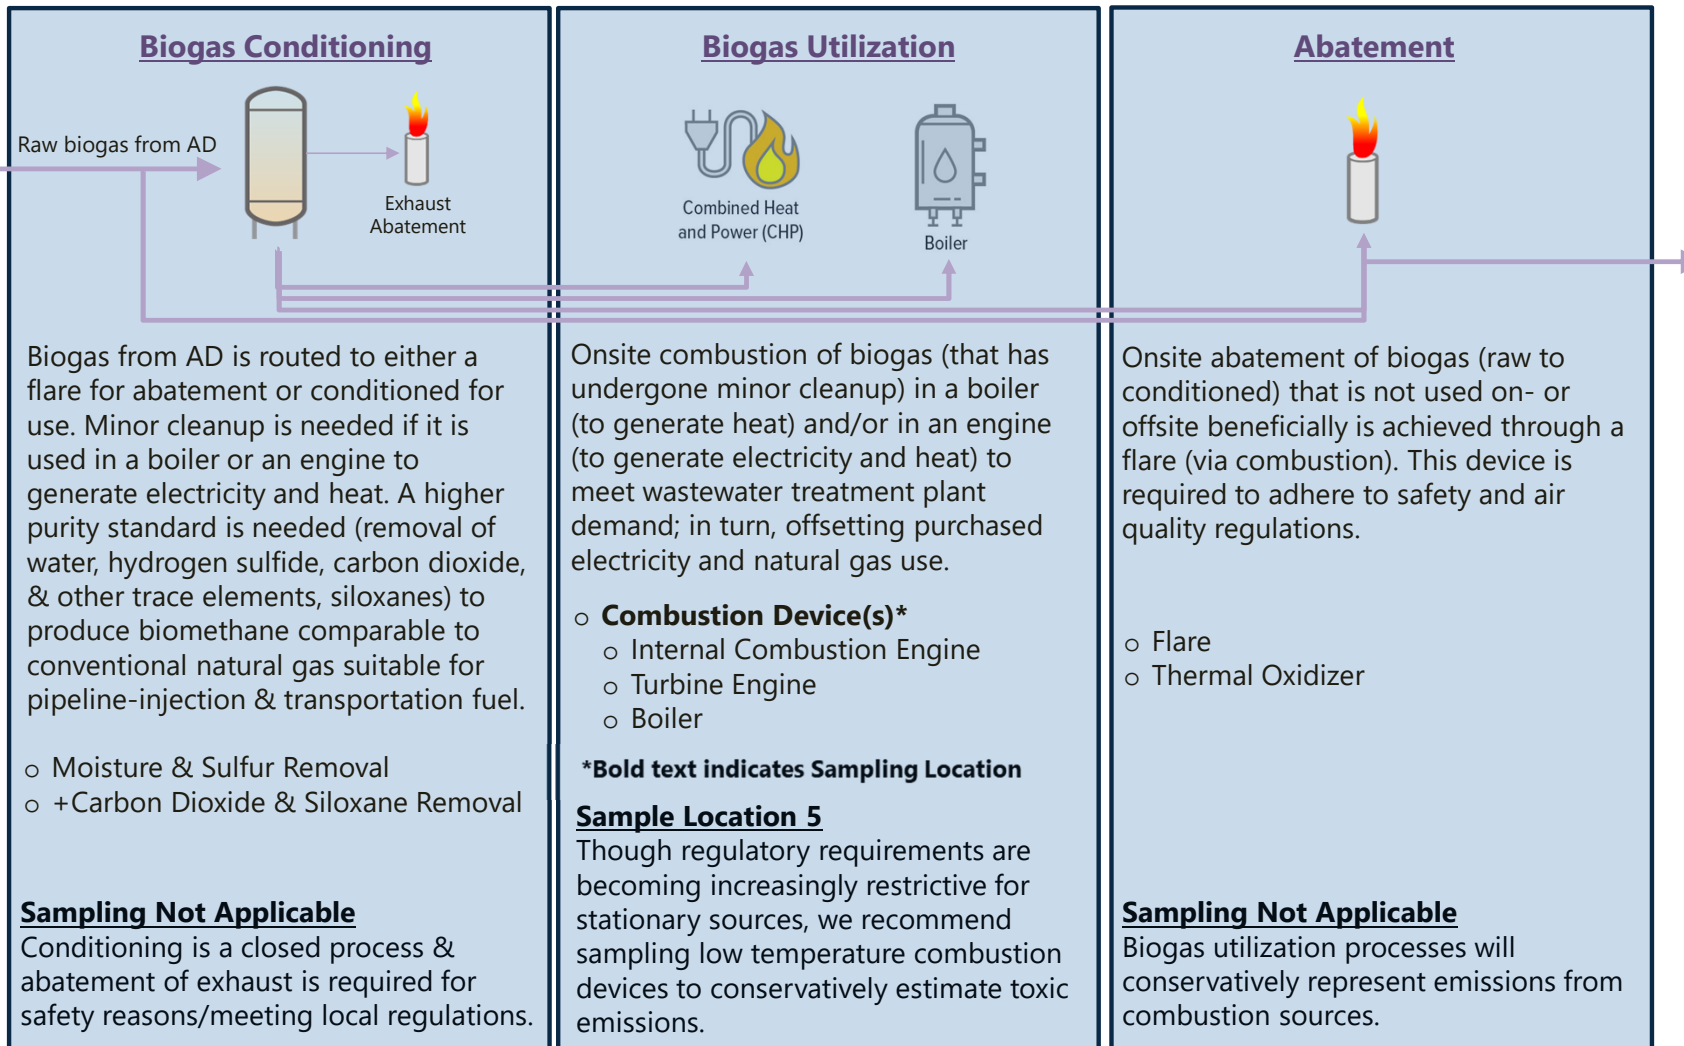 Biogas Conditioning
Raw biogas from AD
Exhaust
Abatement
Biogas from AD is routed to either a
flare for abatement or conditioned for
use. Minor cleanup is needed if it is
used in a boiler or an engine to
generate electricity and heat. A higher
purity standard is needed (removal of
water, hydrogen sulfide, carbon dioxide,
& other trace elements, siloxanes) to
produce biomethane comparable to
conventional natural gas suitable for
pipeline-injection & transportation fuel.
o Moisture & Sulfur Removal
o +Carbon Dioxide & Siloxane Removal
Sampling Not Applicable
Conditioning is a closed process &
abatement of exhaust is required for
safety reasons/meeting local regulations.
Biogas Utilization
Combined Heat
and Power (CHP)
Boiler
Onsite combustion of biogas (that has
undergone minor cleanup) in a boiler
(to generate heat) and/or in an engine
(to generate electricity and heat) to
meet wastewater treatment plant
demand; in turn, offsetting purchased
electricity and natural gas use.
o Combustion Device(s)*
o Internal Combustion Engine
o Turbine Engine
o Boiler
*Bold text indicates Sampling Location
Sample Location 5
Though regulatory requirements are
becoming increasingly restrictive for
stationary sources, we recommend
sampling low temperature combustion
devices to conservatively estimate toxic
emissions.
Abatement
Onsite abatement of biogas (raw to
conditioned) that is not used on- or
offsite beneficially is achieved through a
flare (via combustion). This device is
required to adhere to safety and air
quality regulations.
o Flare
o Thermal Oxidizer
Sampling Not Applicable
Biogas utilization processes will
conservatively represent emissions from
combustion sources.